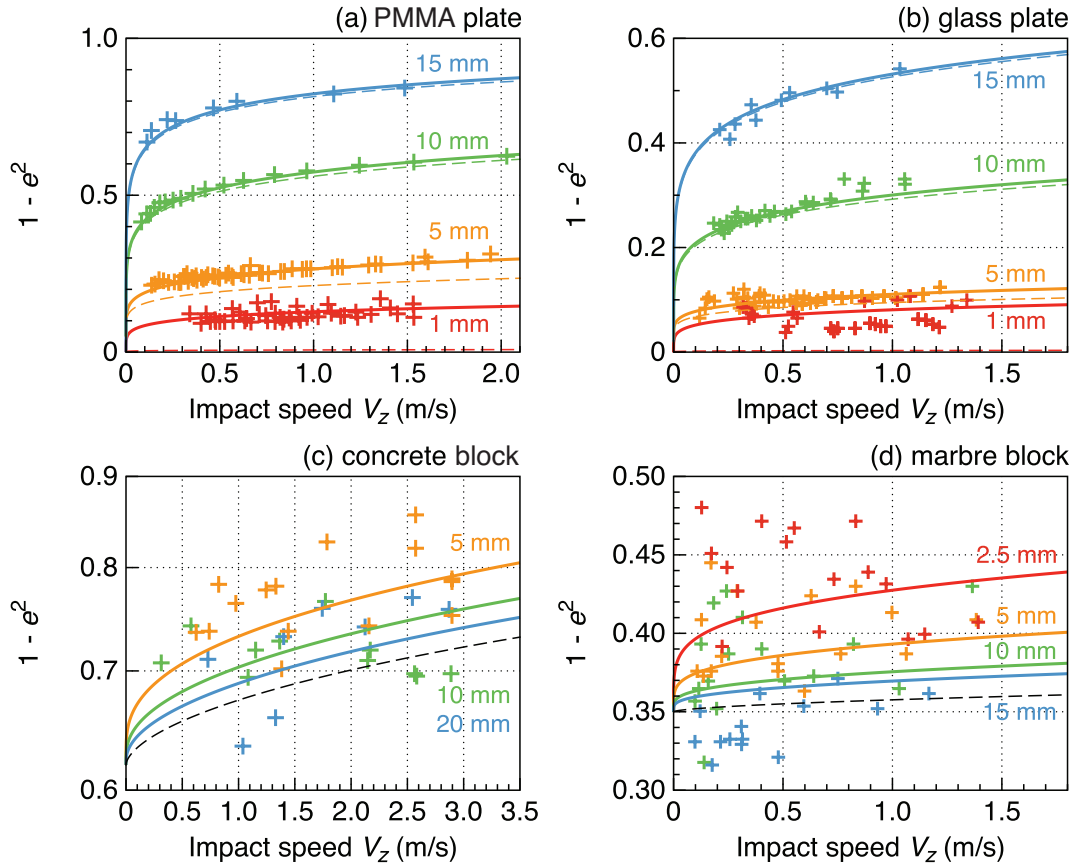 (a) PMMA plate
1.0
0.5
0
1 - e²
15 mm
10 mm
5 mm
1 mm
0 0.5 1.0 1.5 2.0
Impact speed Vz (m/s)
(b) glass plate
0.6
0.4
0.2
0
1 - e²
15 mm
10 mm
5 mm
1 mm
0 0.5 1.0 1.5
Impact speed Vz (m/s)
(c) concrete block
0.9
0.8
0.7
0.6
1 - e²
5 mm
10 mm
20 mm
0 0.5 1.0 1.5 2.0 2.5 3.0 3.5
Impact speed Vz (m/s)
(d) marbre block
0.50
0.45
0.40
0.35
0.30
1 - e²
2.5 mm
5 mm
10 mm
15 mm
0 0.5 1.0 1.5
Impact speed Vz (m/s)